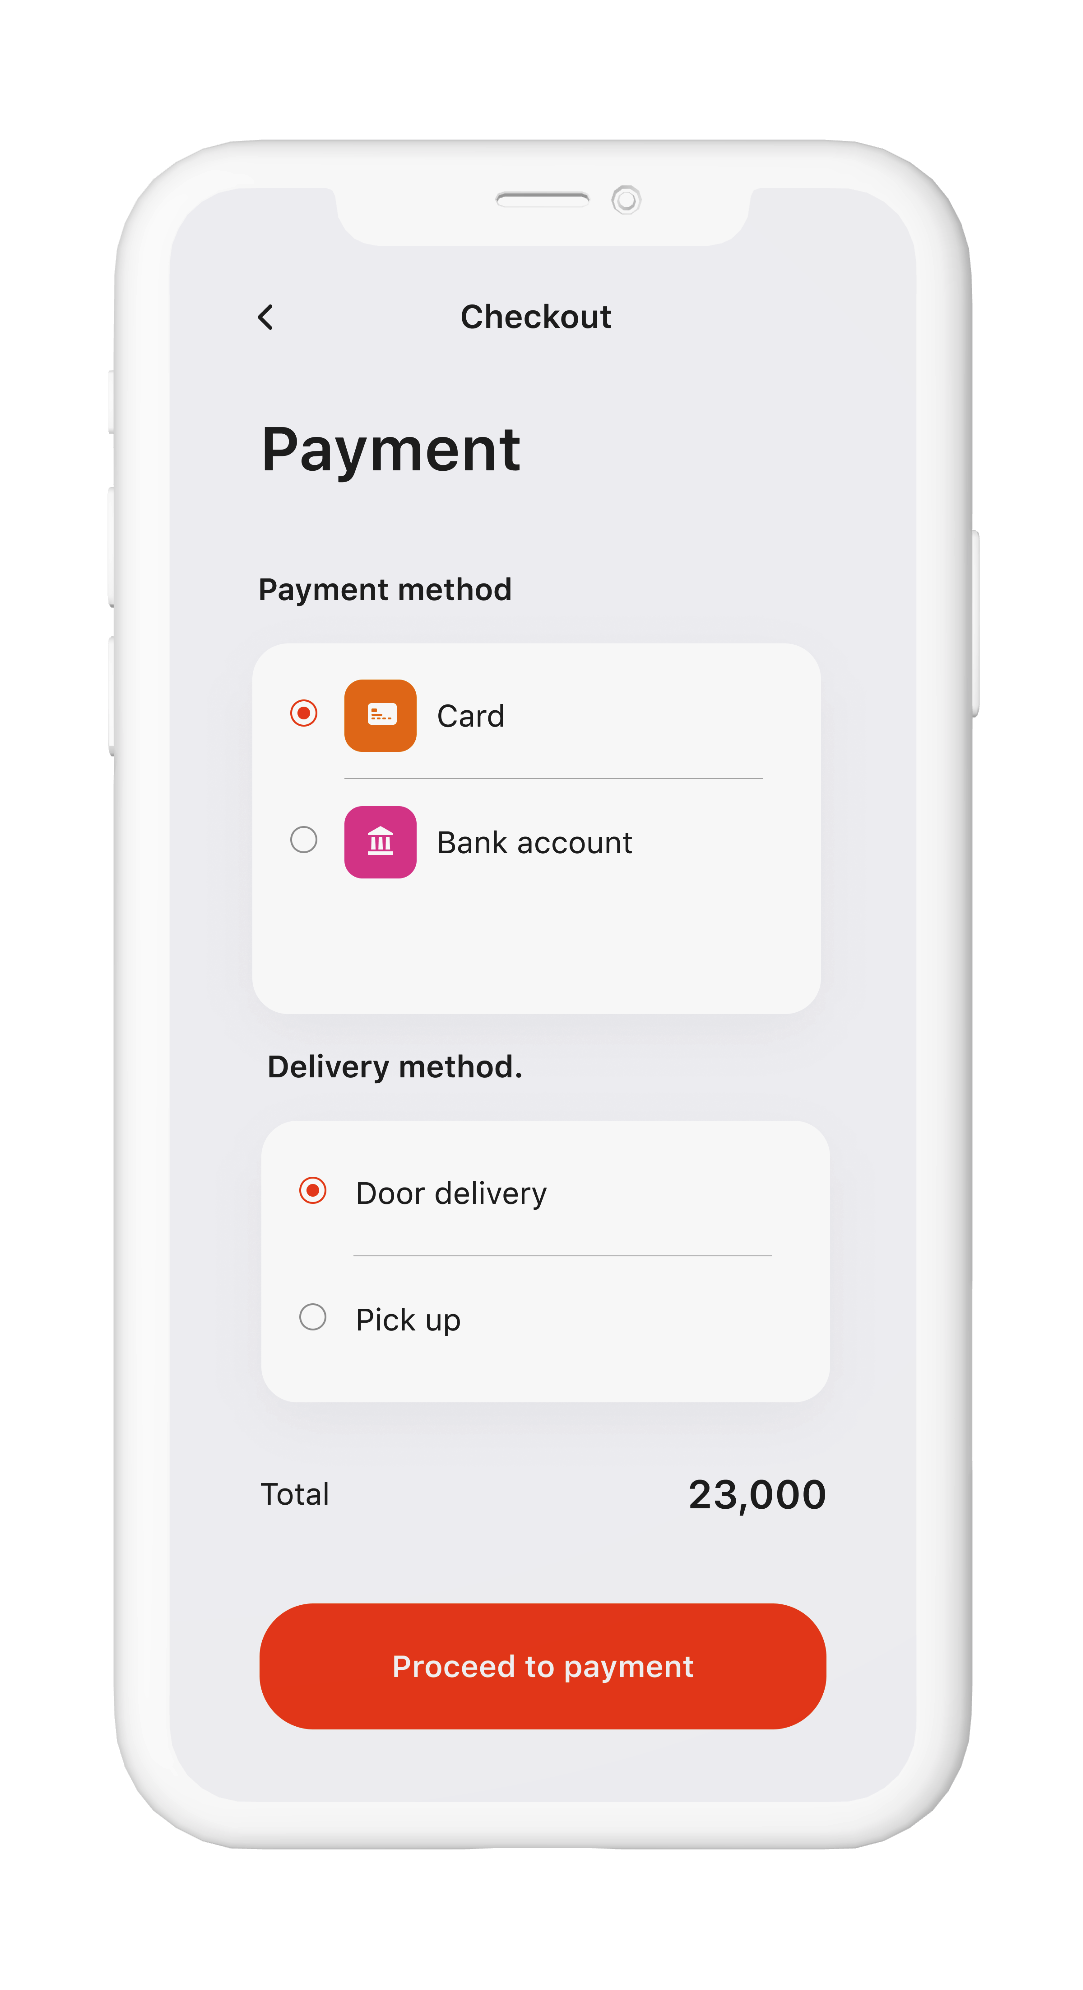 Checkout
Payment
Payment method
Card
Bank account
Delivery method.
Door delivery
Pick up
Total 23,000
Proceed to payment